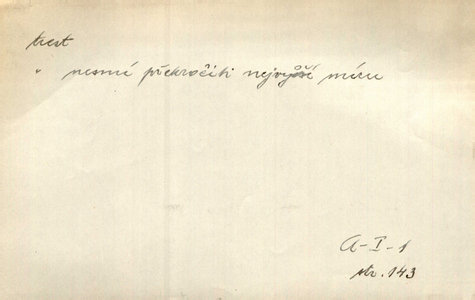 trest
" nesmí překročiti nejvyšší míru
A-I-1
str. 143